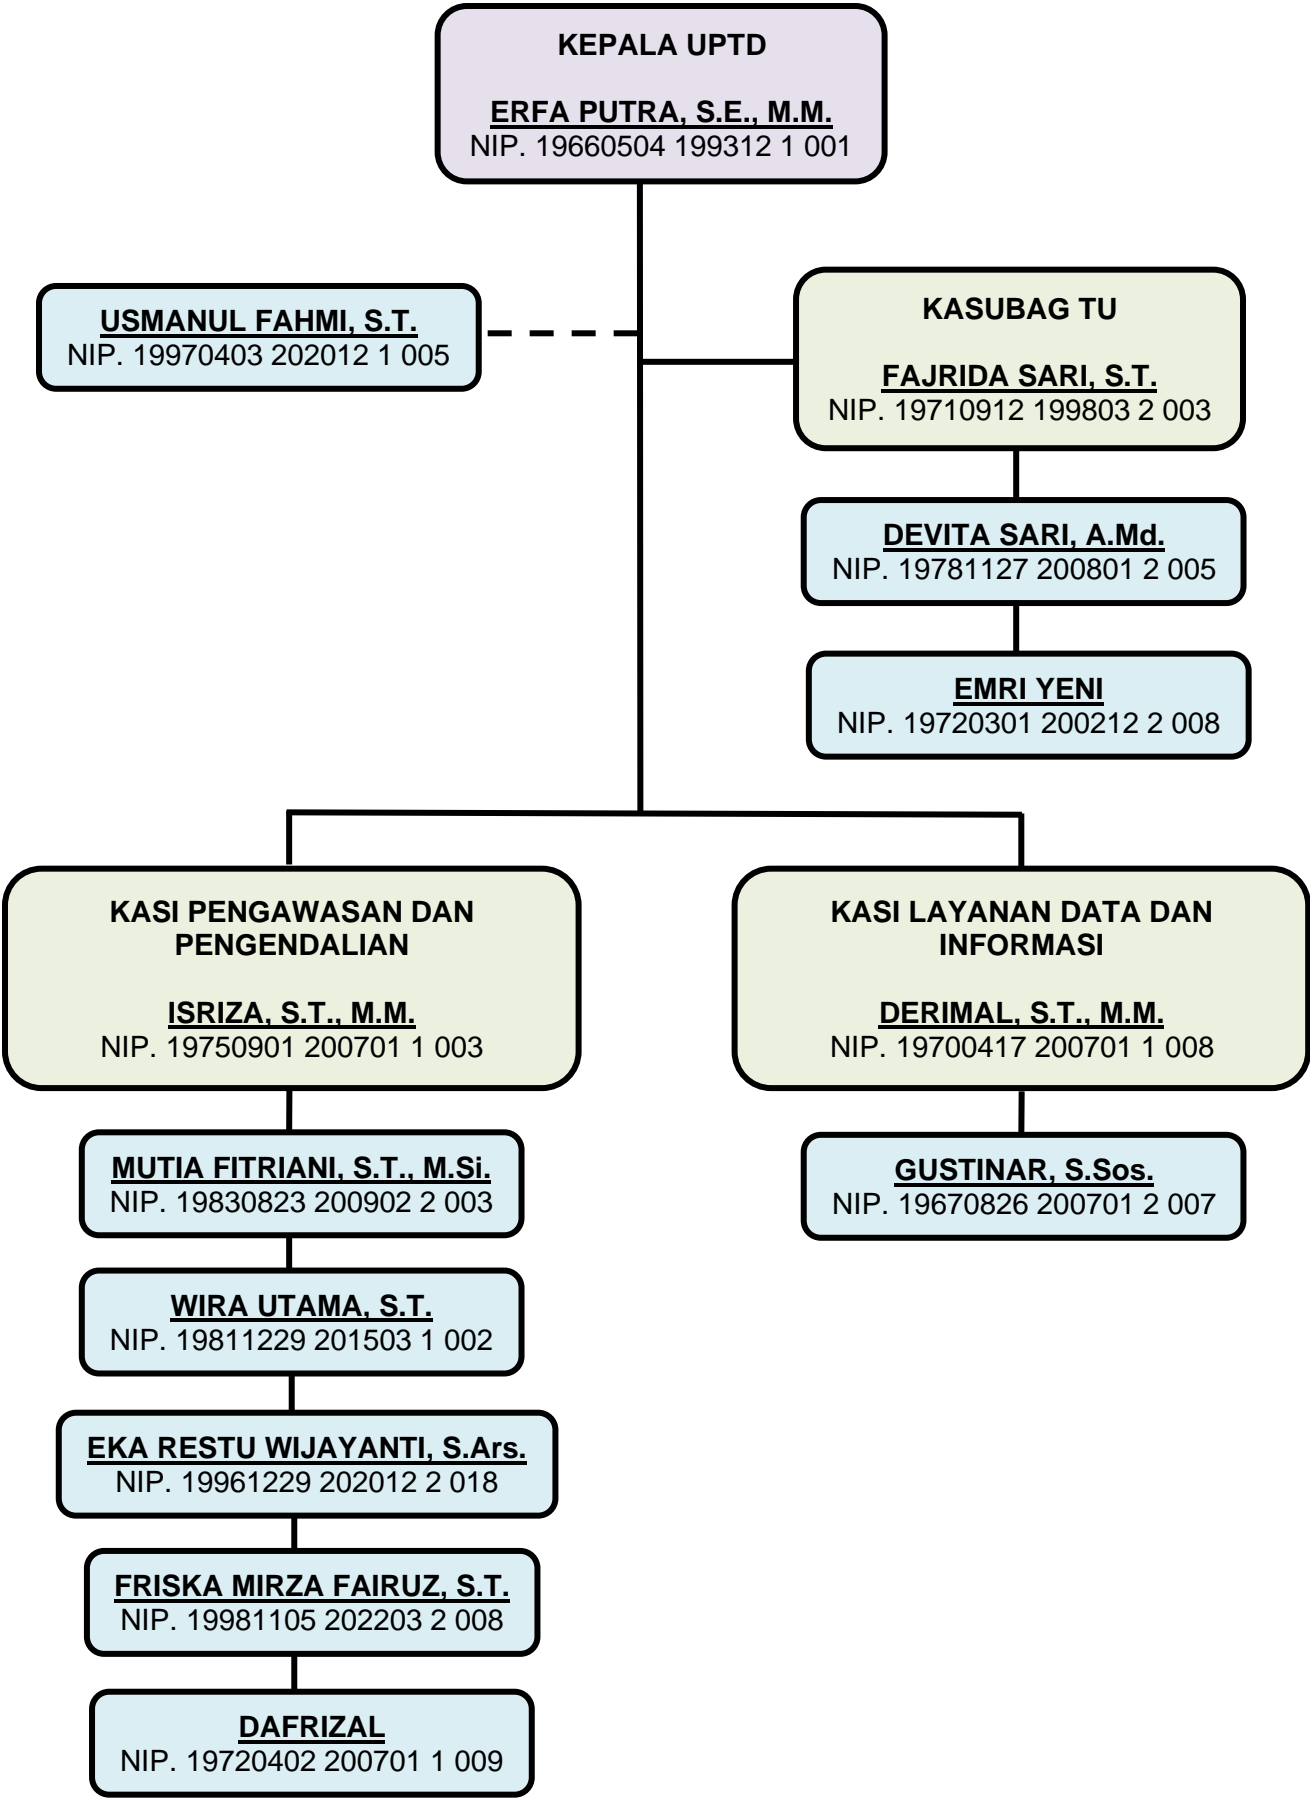 KEPALA UPTD
ERFA PUTRA, S.E., M.M.
NIP. 19660504 199312 1 001
USMANUL FAHMI, S.T.
NIP. 19970403 202012 1 005
KASUBAG TU
FAJRIDA SARI, S.T.
NIP. 19710912 199803 2 003
DEVITA SARI, A.Md.
NIP. 19781127 200801 2 005
EMRI YENI
NIP. 19720301 200212 2 008
KASI PENGAWASAN DAN
PENGENDALIAN
ISRIZA, S.T., M.M.
NIP. 19750901 200701 1 003
MUTIA FITRIANI, S.T., M.Si.
NIP. 19830823 200902 2 003
WIRA UTAMA, S.T.
NIP. 19811229 201503 1 002
EKA RESTU WIJAYANTI, S.Ars.
NIP. 19961229 202012 2 018
FRISKA MIRZA FAIRUZ, S.T.
NIP. 19981105 202203 2 008
DAFRIZAL
NIP. 19720402 200701 1 009
KASI LAYANAN DATA DAN
INFORMASI
DERIMAL, S.T., M.M.
NIP. 19700417 200701 1 008
GUSTINAR, S.Sos.
NIP. 19670826 200701 2 007